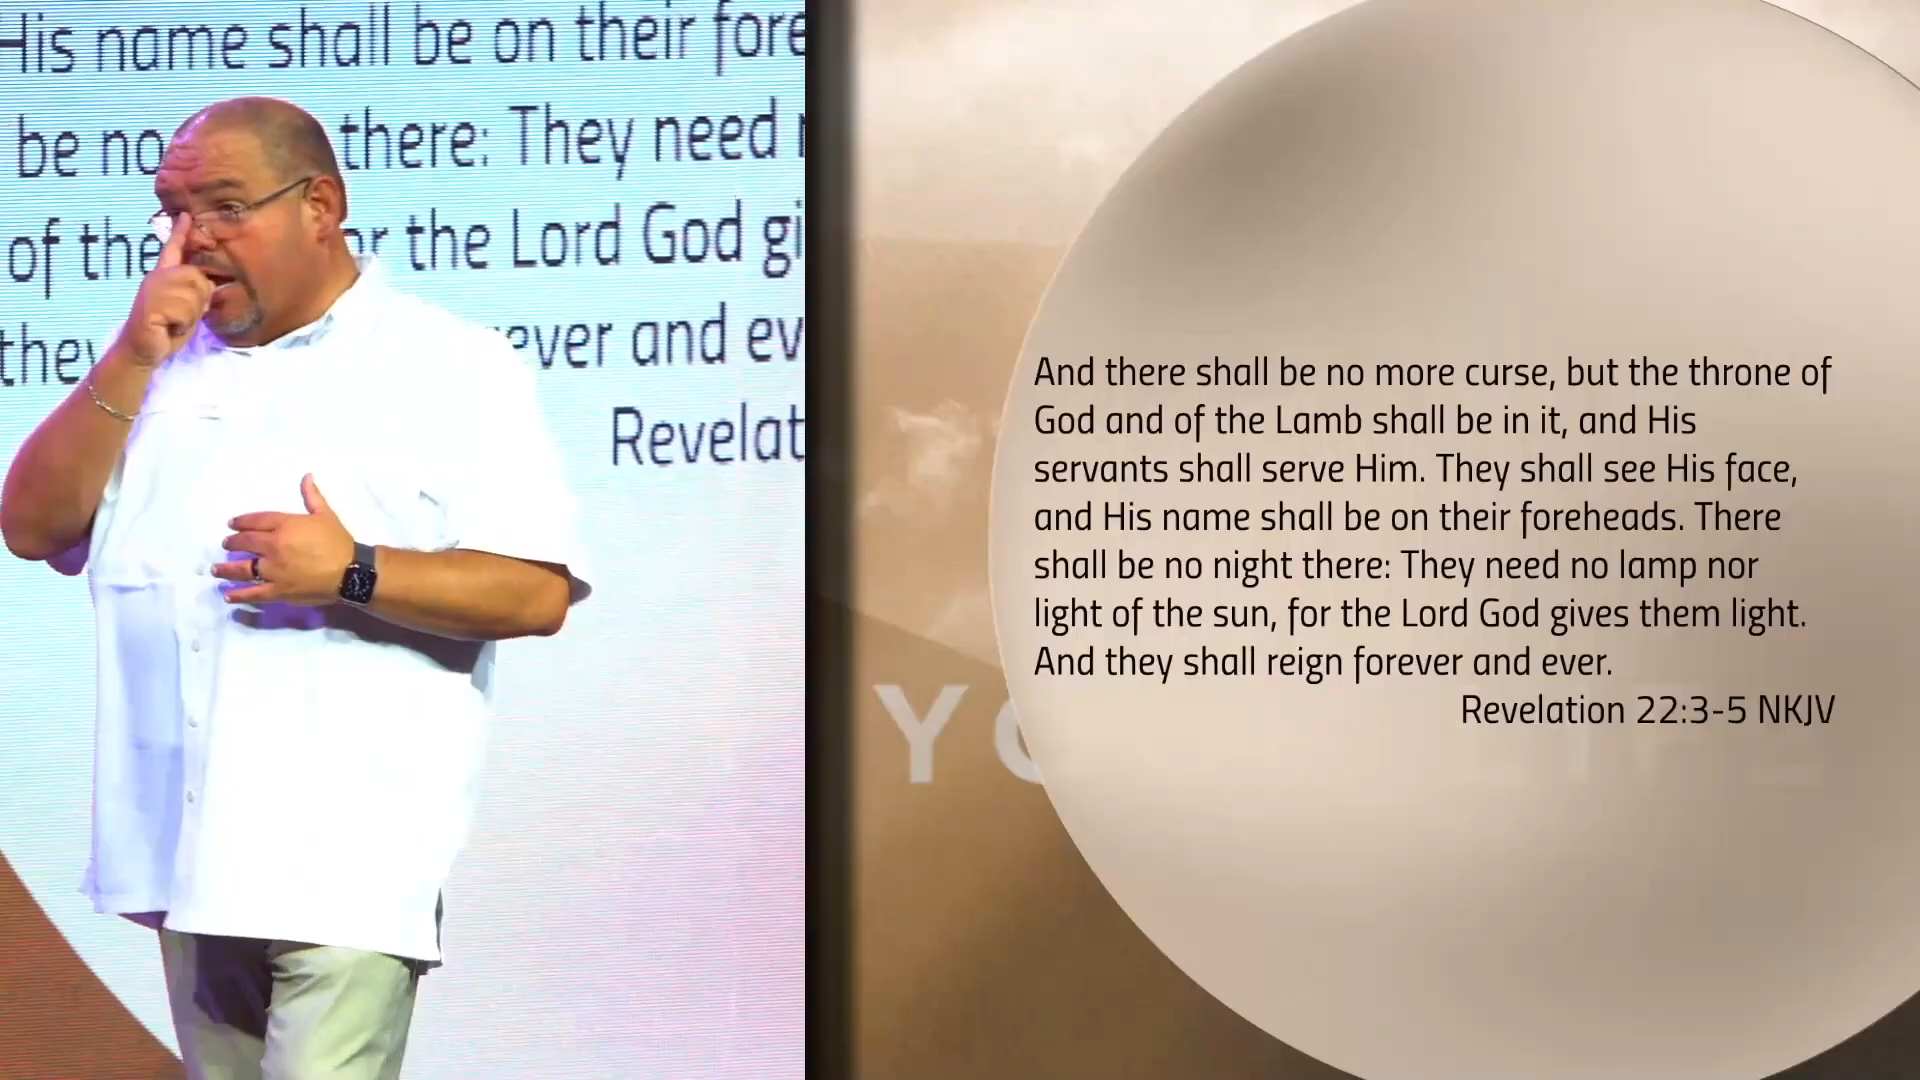 His name shall be on their fore
be no there: They need
of the or the Lord God gi
they ever and ev
Revelat
And there shall be no more curse, but the throne of
God and of the Lamb shall be in it, and His
servants shall serve Him. They shall see His face,
and His name shall be on their foreheads. There
shall be no night there: They need no lamp nor
light of the sun, for the Lord God gives them light.
And they shall reign forever and ever.
Revelation 22:3-5 NKJV